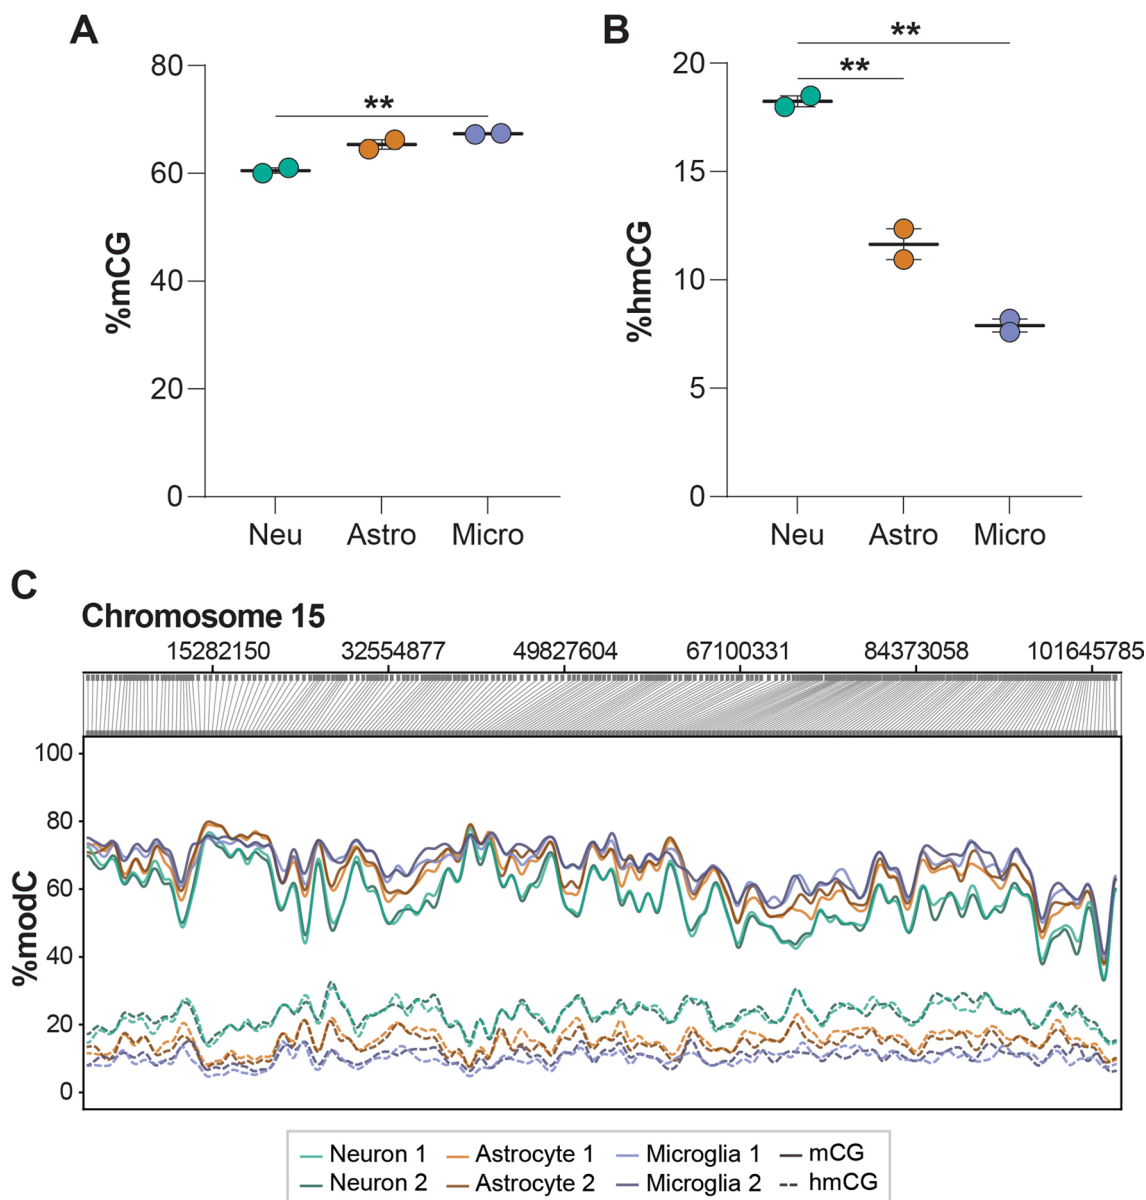 A
80
60
40
20
0
%mCG
**
Neu Astro Micro
B
20
15
10
5
0
%hmCG
**
**
Neu Astro Micro
C
Chromosome 15
15282150 32554877 49827604 67100331 84373058 101645785
100
80
60
40
20
0
%modC
Neuron 1 Astrocyte 1 Microglia 1 mCG
Neuron 2 Astrocyte 2 Microglia 2 hmCG